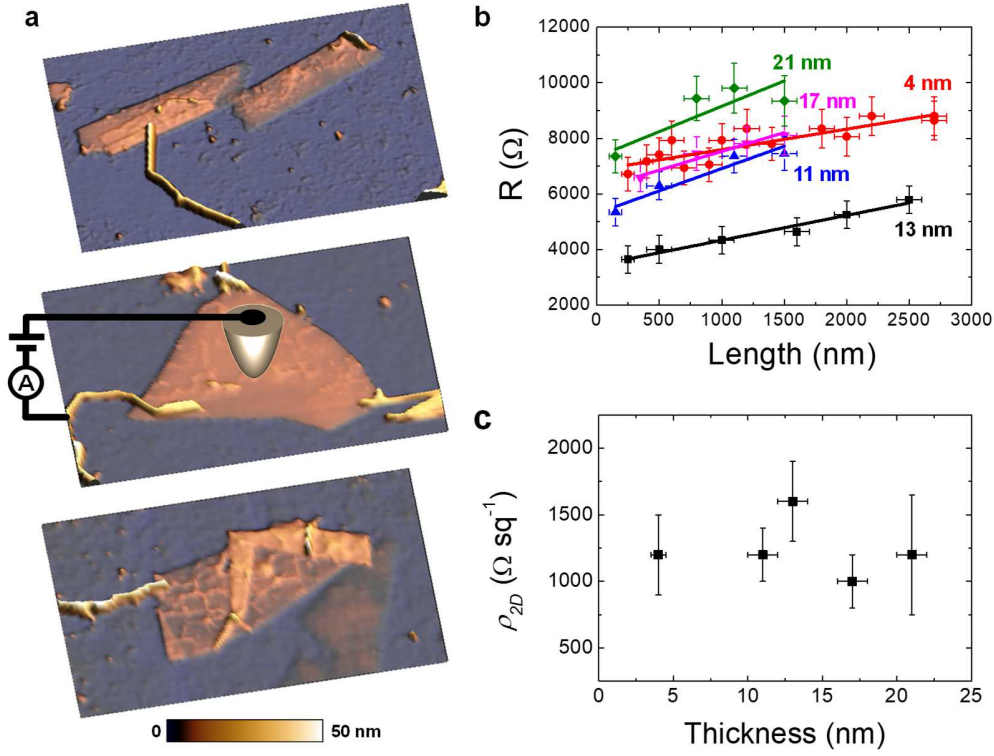 a
A
0
50 nm
b
R (Ω)
12000
10000
8000
6000
4000
2000
21 nm
4 nm
17 nm
11 nm
13 nm
0
500
1000
1500
2000
2500
3000
Length (nm)
c
ρ2D (Ω sq⁻¹)
2000
1500
1000
500
0
5
10
15
20
25
Thickness (nm)